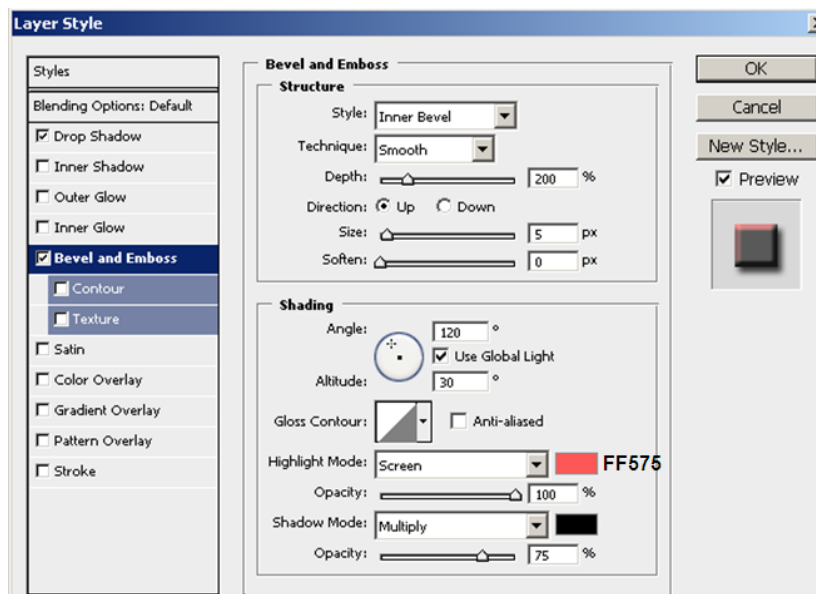 Layer Style
Styles
Blending Options: Default
Drop Shadow
Inner Shadow
Outer Glow
Inner Glow
Bevel and Emboss
Contour
Texture
Satin
Color Overlay
Gradient Overlay
Pattern Overlay
Stroke
Bevel and Emboss
Structure
Style: Inner Bevel
Technique: Smooth
Depth: 200 %
Direction: Up Down
Size: 5 px
Soften: 0 px
Shading
Angle: 120 °
Use Global Light
Altitude: 30 °
Gloss Contour: Anti-aliased
Highlight Mode: Screen FF575
Opacity: 100 %
Shadow Mode: Multiply
Opacity: 75 %
OK
Cancel
New Style...
Preview